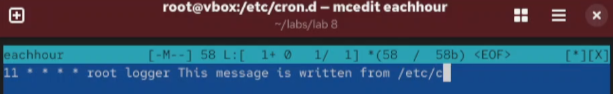 root@vbox:/etc/cron.d — mcedit eachhour
~/labs/lab 8
eachhour [-M--] 58 L:[ 1+ 0 1/ 1] *(58 / 58b) <EOF> [*][X]
11 * * * * root logger This message is written from /etc/c